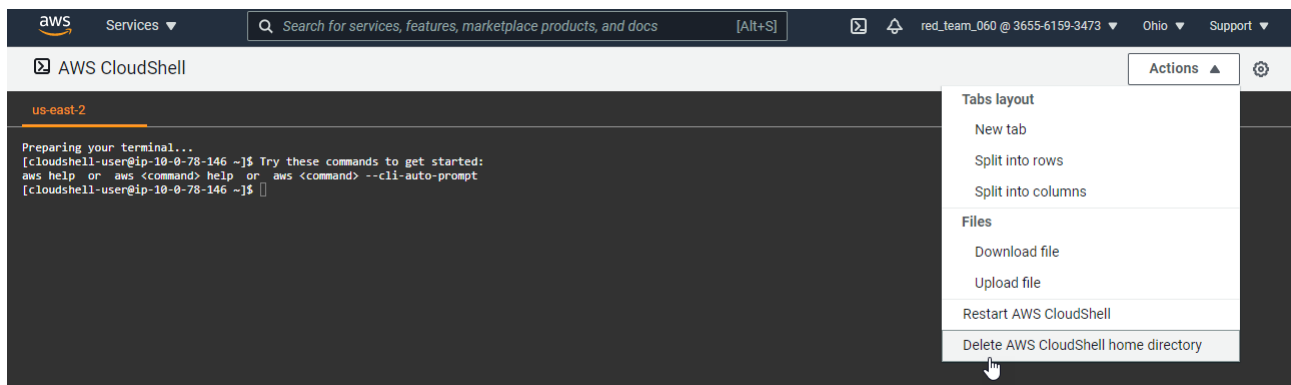 aws Services ▼ Search for services, features, marketplace products, and docs [Alt+S] red_team_060 @ 3655-6159-3473 ▼ Ohio ▼ Support ▼
AWS CloudShell Actions ▲
us-east-2
Preparing your terminal...
[cloudshell-user@ip-10-0-78-146 ~]$ Try these commands to get started:
aws help or aws <command> help or aws <command> --cli-auto-prompt
[cloudshell-user@ip-10-0-78-146 ~]$
Tabs layout
New tab
Split into rows
Split into columns
Files
Download file
Upload file
Restart AWS CloudShell
Delete AWS CloudShell home directory